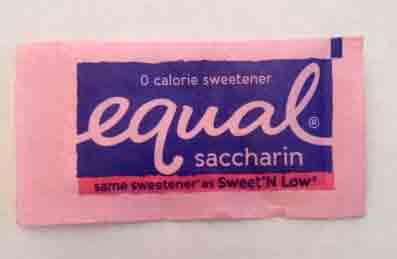 0 calorie sweetener
equal®
saccharin
same sweetener* as Sweet'N Low®